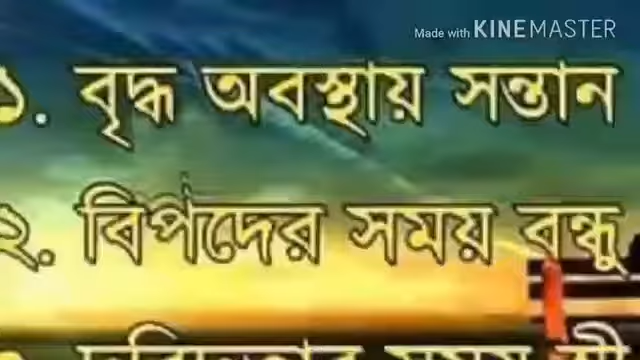 Made with KINEMASTER
১. বৃদ্ধ অবস্থায় সন্তান
২. বিপদের সময় বন্ধু